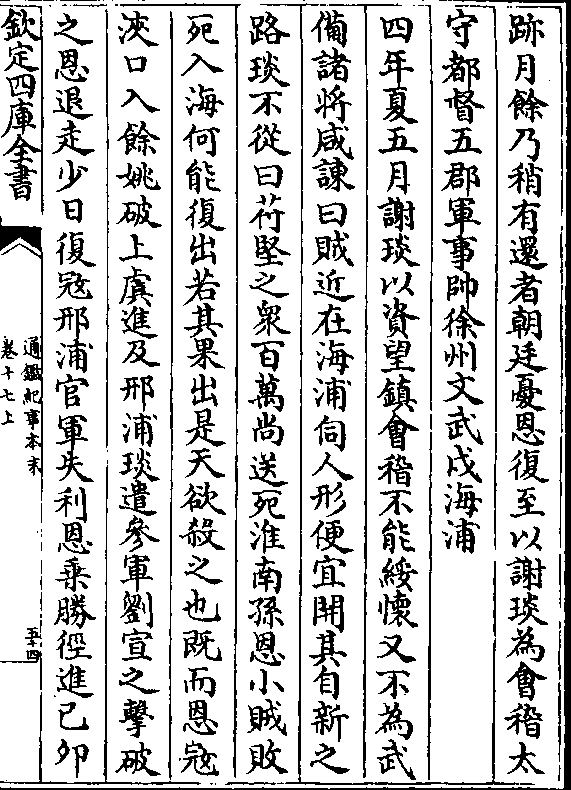 跡月餘乃稍有還者朝廷憂恩復至以謝琰為會稽太
守都督五郡軍事帥徐州文武戍海浦
四年夏五月謝琰以資望鎮會稽不能綏懷又不為武
備諸將咸諫曰賊近在海浦伺人形便宜開其自新之
路琰不從曰苻堅之衆百萬尚送死淮南孫恩小賊敗
死入海何能復出若其果出是天欲殺之也既而恩寇
浹口入餘姚破上虞進及邢浦琰遣參軍劉宣之擊破
之恩退走少日復寇邢浦官軍失利恩乗勝徑進己卯
欽定四庫全書
通鑑紀事本末
卷十七上
五十四